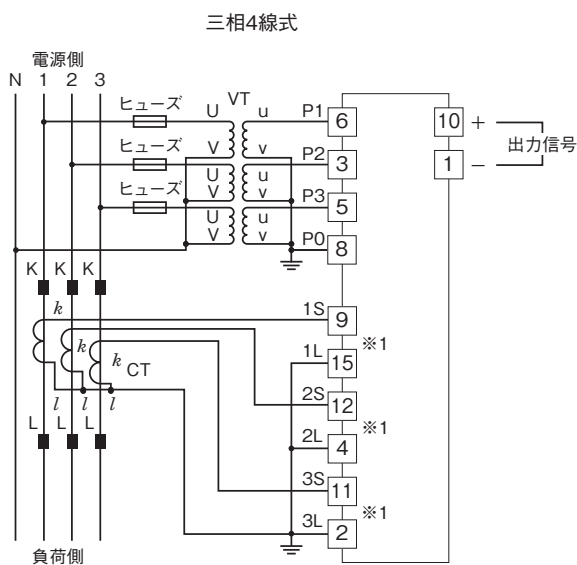 三相4線式
電源側
N 1 2 3
ヒューズ VT
U u P1 6 10 +
V v
出力信号
ヒューズ
U u P2 3 1 −
V v
ヒューズ
U u P3 5
V v
P0 8
K K K
k 1S 9
※1
k 1L 15
k CT
2S 12
l l l
※1
L L L 2L 4
3S 11
※1
3L 2
負荷側